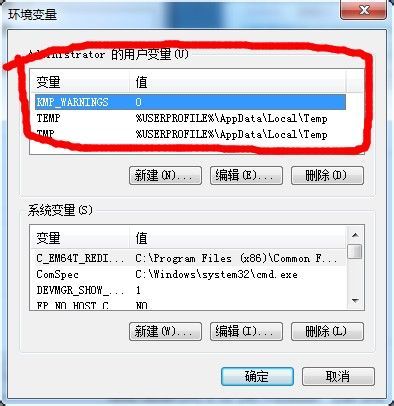 环境变量
Administrator 的用户变量(U)
变量 值
KMP_WARNINGS 0
TEMP %USERPROFILE%\AppData\Local\Temp
TMP %USERPROFILE%\AppData\Local\Temp
新建(N)... 编辑(E)... 删除(D)
系统变量(S)
变量 值
C_EM64T_REDI... C:\Program Files (x86)\Common F...
ComSpec C:\Windows\system32\cmd.exe
DEVMGR_SHOW_... 1
FP_NO_HOST_C... NO
新建(W)... 编辑(I)... 删除(L)
确定 取消